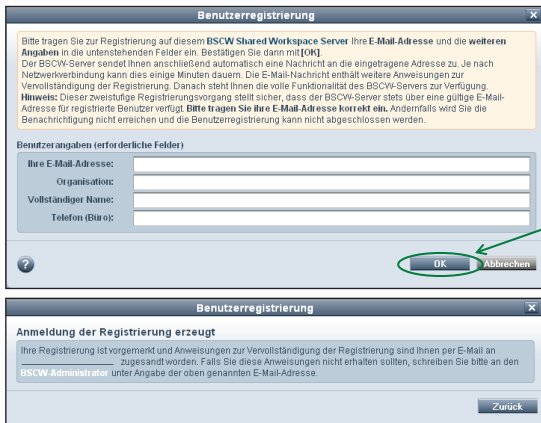 Benutzerregistrierung
Bitte tragen Sie zur Registrierung auf diesem BSCW Shared Workspace Server Ihre E-Mail-Adresse und die weiteren
Angaben in die untenstehenden Felder ein. Bestätigen Sie dann mit [OK].
Der BSCW-Server sendet Ihnen anschließend automatisch eine Nachricht an die eingetragene Adresse zu. Je nach
Netzwerkverbindung kann dies einige Minuten dauern. Die E-Mail-Nachricht enthält weitere Anweisungen zur
Vervollständigung der Registrierung. Danach steht Ihnen die volle Funktionalität des BSCW-Servers zur Verfügung.
Hinweis: Dieser zweistufige Registrierungsvorgang stellt sicher, dass der BSCW-Server stets über eine gültige E-Mail-
Adresse für registrierte Benutzer verfügt. Bitte tragen Sie ihre E-Mail-Adresse korrekt ein. Andernfalls wird Sie die
Benachrichtigung nicht erreichen und die Benutzerregistrierung kann nicht abgeschlossen werden.
Benutzerangaben (erforderliche Felder)
Ihre E-Mail-Adresse:
Organisation:
Vollständiger Name:
Telefon (Büro):
? OK Abbrechen
Benutzerregistrierung
Anmeldung der Registrierung erzeugt
Ihre Registrierung ist vorgemerkt und Anweisungen zur Vervollständigung der Registrierung sind Ihnen per E-Mail an
zugesandt worden. Falls Sie diese Anweisungen nicht erhalten sollten, schreiben Sie bitte an den
BSCW-Administrator unter Angabe der oben genannten E-Mail-Adresse.
Zurück